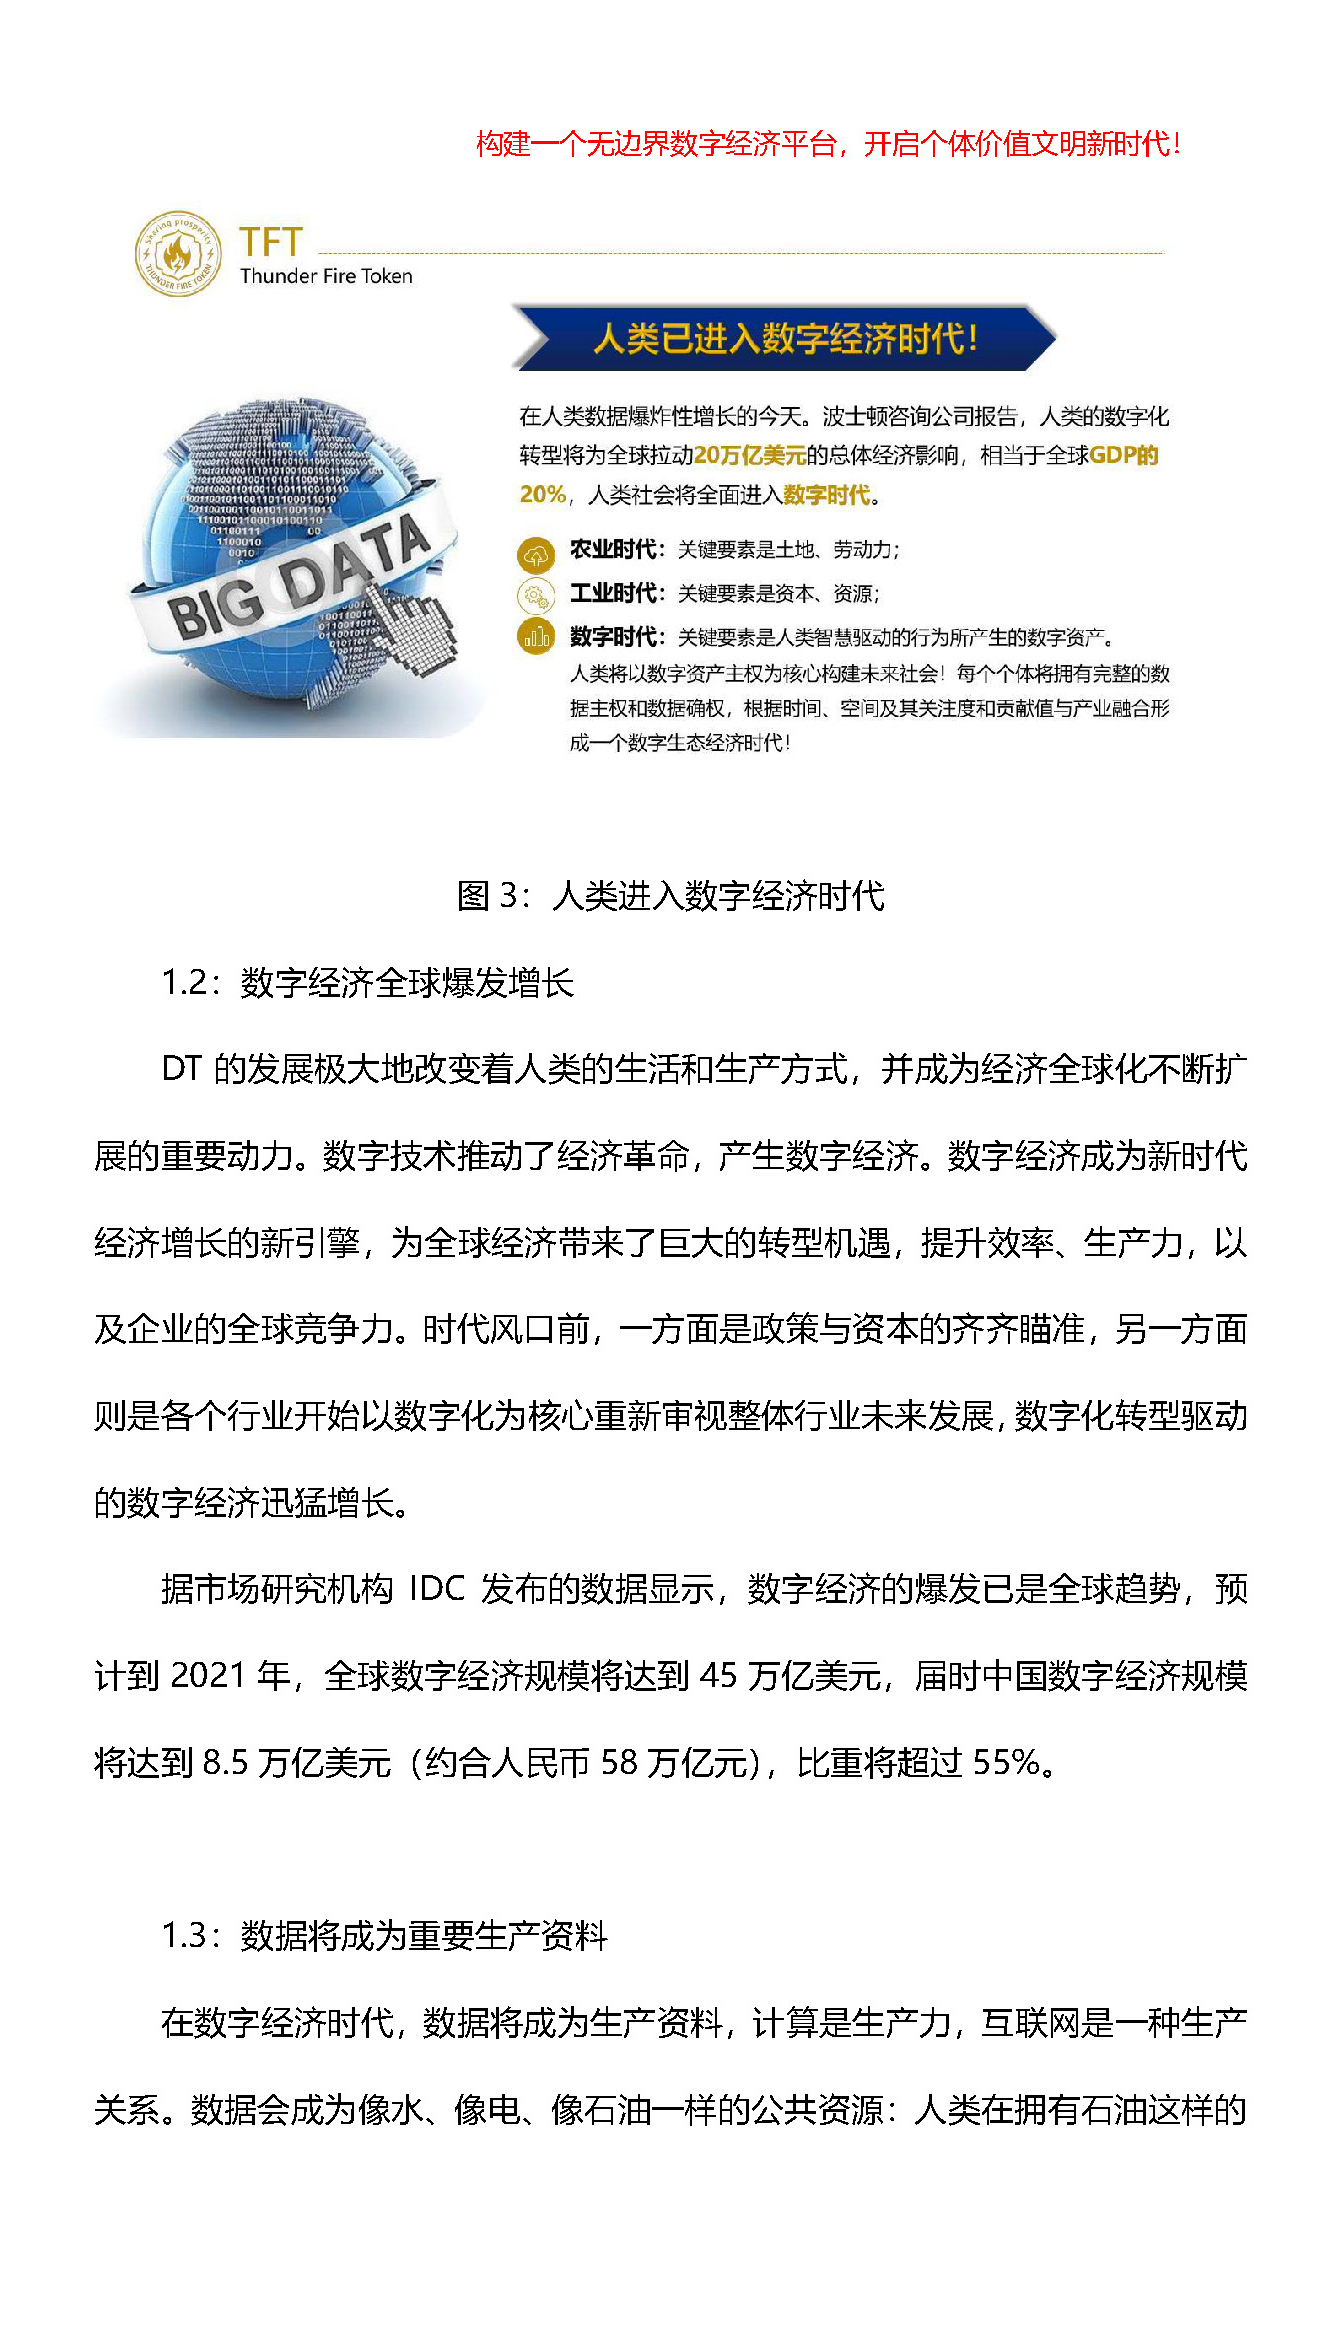 构建一个无边界数字经济平台，开启个体价值文明新时代！
Sharing prosperity
THUNDER FIRE TOKEN
TFT
Thunder Fire Token
人类已进入数字经济时代！
在人类数据爆炸性增长的今天。波士顿咨询公司报告，人类的数字化
转型将为全球拉动20万亿美元的总体经济影响，相当于全球GDP的
20%，人类社会将全面进入数字时代。
BIG DATA
农业时代：关键要素是土地、劳动力；
工业时代：关键要素是资本、资源；
数字时代：关键要素是人类智慧驱动的行为所产生的数字资产。
人类将以数字资产主权为核心构建未来社会！每个个体将拥有完整的数
据主权和数据确权，根据时间、空间及其关注度和贡献值与产业融合形
成一个数字生态经济时代！
图 3：人类进入数字经济时代
1.2：数字经济全球爆发增长
DT 的发展极大地改变着人类的生活和生产方式，并成为经济全球化不断扩
展的重要动力。数字技术推动了经济革命，产生数字经济。数字经济成为新时代
经济增长的新引擎，为全球经济带来了巨大的转型机遇，提升效率、生产力，以
及企业的全球竞争力。时代风口前，一方面是政策与资本的齐齐瞄准，另一方面
则是各个行业开始以数字化为核心重新审视整体行业未来发展，数字化转型驱动
的数字经济迅猛增长。
据市场研究机构 IDC 发布的数据显示，数字经济的爆发已是全球趋势，预
计到 2021 年，全球数字经济规模将达到 45 万亿美元，届时中国数字经济规模
将达到 8.5 万亿美元（约合人民币 58 万亿元），比重将超过 55%。
1.3：数据将成为重要生产资料
在数字经济时代，数据将成为生产资料，计算是生产力，互联网是一种生产
关系。数据会成为像水、像电、像石油一样的公共资源：人类在拥有石油这样的